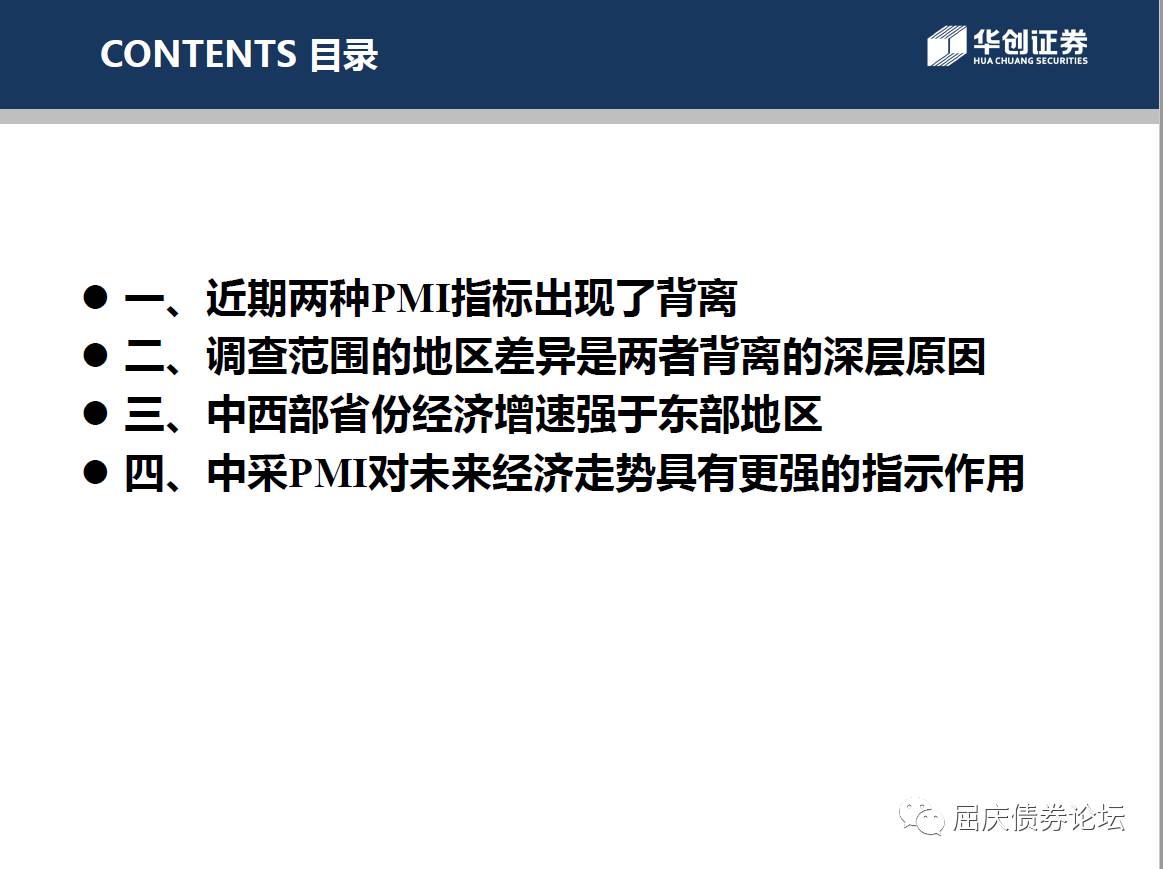 CONTENTS 目录
华创证券
HUA CHUANG SECURITIES
● 一、近期两种PMI指标出现了背离
● 二、调查范围的地区差异是两者背离的深层原因
● 三、中西部省份经济增速强于东部地区
● 四、中采PMI对未来经济走势具有更强的指示作用
屈庆债券论坛